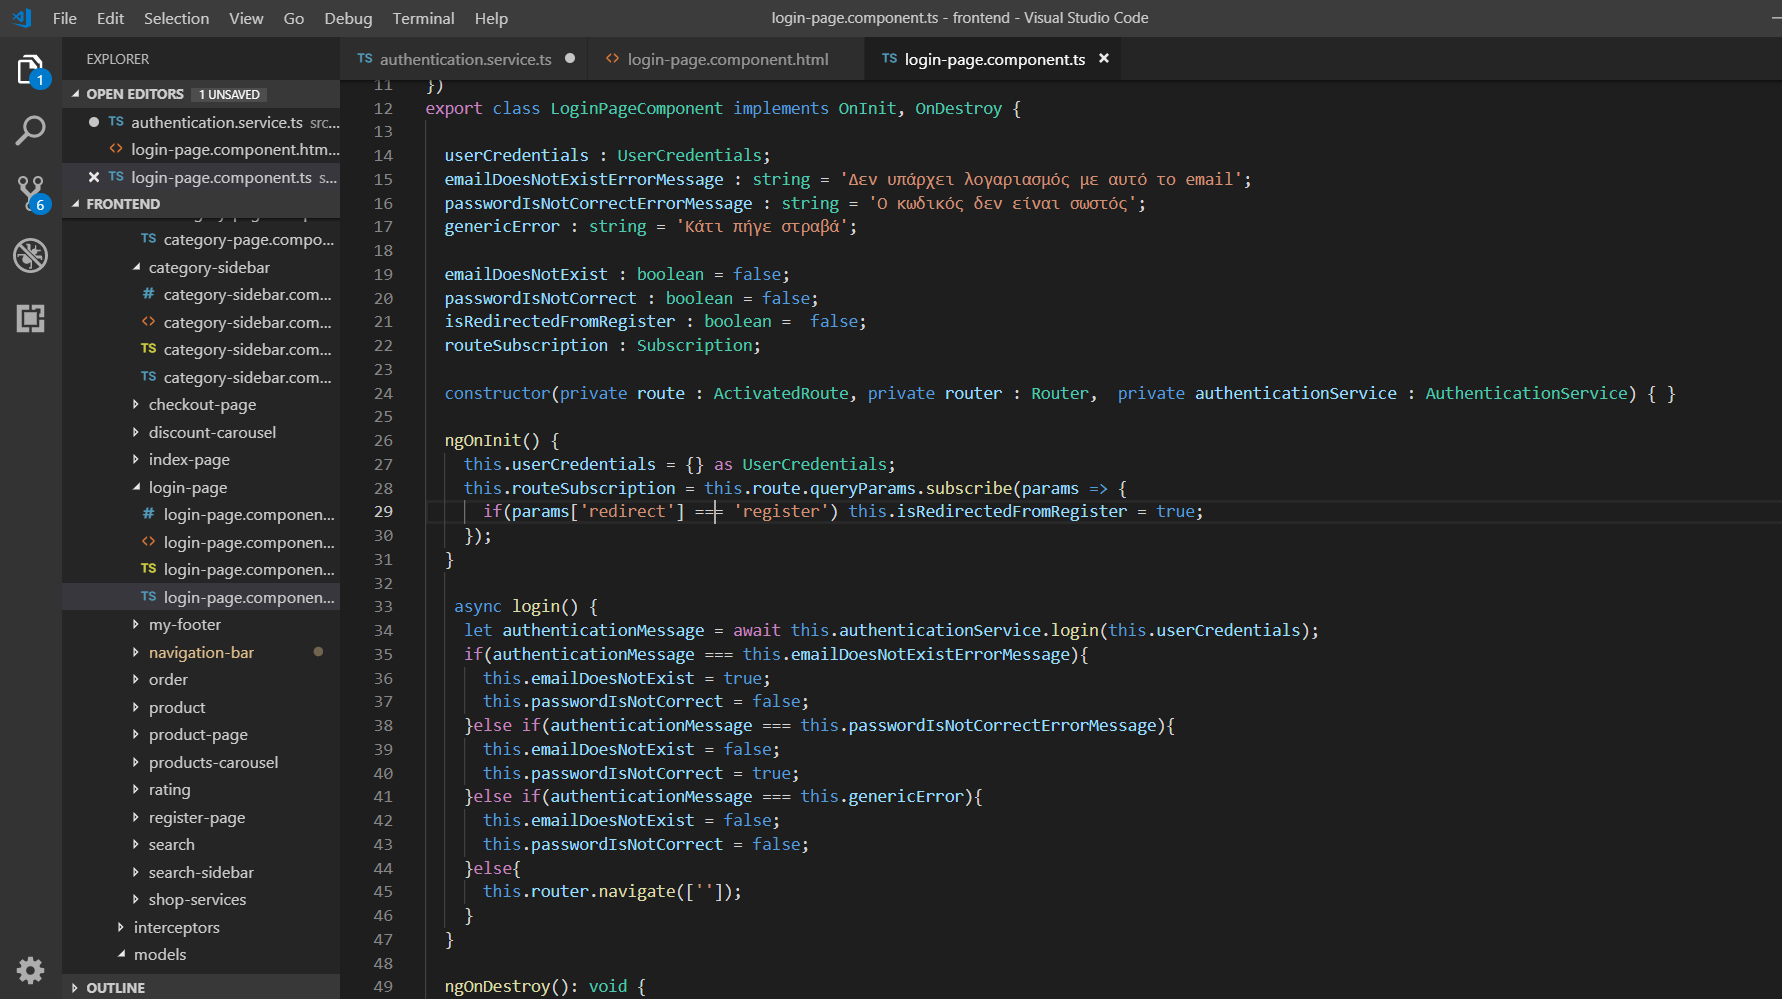 File Edit Selection View Go Debug Terminal Help
login-page.component.ts - frontend - Visual Studio Code
1
6
EXPLORER
OPEN EDITORS 1 UNSAVED
TS authentication.service.ts src...
<> login-page.component.htm...
× TS login-page.component.ts s...
FRONTEND
TS category-page.compo...
category-sidebar
# category-sidebar.com...
<> category-sidebar.com...
TS category-sidebar.com...
TS category-sidebar.com...
checkout-page
discount-carousel
index-page
login-page
# login-page.componen...
<> login-page.componen...
TS login-page.componen...
TS login-page.componen...
my-footer
navigation-bar
order
product
product-page
products-carousel
rating
register-page
search
search-sidebar
shop-services
interceptors
models
OUTLINE
TS authentication.service.ts
<> login-page.component.html
TS login-page.component.ts ×
11 })
12 export class LoginPageComponent implements OnInit, OnDestroy {
13
14 userCredentials : UserCredentials;
15 emailDoesNotExistErrorMessage : string = 'Δεν υπάρχει λογαριασμός με αυτό το email';
16 passwordIsNotCorrectErrorMessage : string = 'Ο κωδικός δεν είναι σωστός';
17 genericError : string = 'Κάτι πήγε στραβά';
18
19 emailDoesNotExist : boolean = false;
20 passwordIsNotCorrect : boolean = false;
21 isRedirectedFromRegister : boolean =  false;
22 routeSubscription : Subscription;
23
24 constructor(private route : ActivatedRoute, private router : Router,  private authenticationService : AuthenticationService) { }
25
26 ngOnInit() {
27 this.userCredentials = {} as UserCredentials;
28 this.routeSubscription = this.route.queryParams.subscribe(params => {
29 if(params['redirect'] === 'register') this.isRedirectedFromRegister = true;
30 });
31 }
32
33 async login() {
34 let authenticationMessage = await this.authenticationService.login(this.userCredentials);
35 if(authenticationMessage === this.emailDoesNotExistErrorMessage){
36 this.emailDoesNotExist = true;
37 this.passwordIsNotCorrect = false;
38 }else if(authenticationMessage === this.passwordIsNotCorrectErrorMessage){
39 this.emailDoesNotExist = false;
40 this.passwordIsNotCorrect = true;
41 }else if(authenticationMessage === this.genericError){
42 this.emailDoesNotExist = false;
43 this.passwordIsNotCorrect = false;
44 }else{
45 this.router.navigate(['']);
46 }
47 }
48
49 ngOnDestroy(): void {